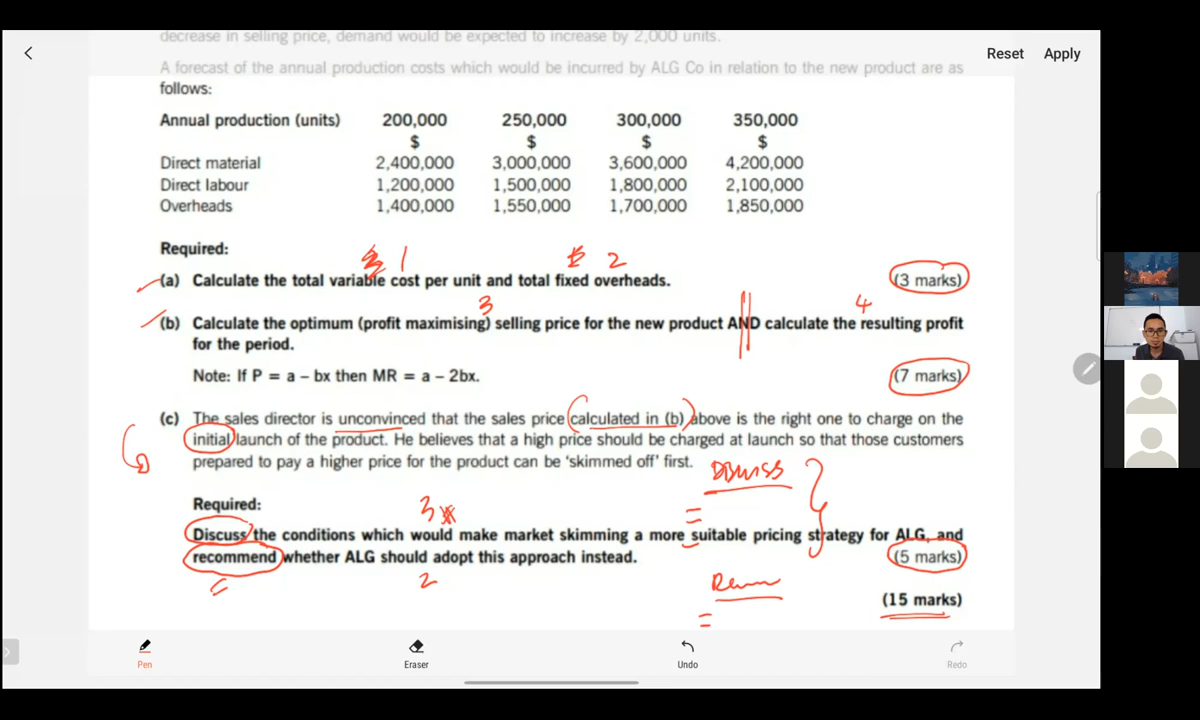 decrease in selling price, demand would be expected to increase by 2,000 units.
Reset Apply
A forecast of the annual production costs which would be incurred by ALG Co in relation to the new product are as
follows:
Annual production (units) 200,000 250,000 300,000 350,000
$ $ $ $
Direct material 2,400,000 3,000,000 3,600,000 4,200,000
Direct labour 1,200,000 1,500,000 1,800,000 2,100,000
Overheads 1,400,000 1,550,000 1,700,000 1,850,000
Required:
1 2
(a) Calculate the total variable cost per unit and total fixed overheads. (3 marks)
3 4
(b) Calculate the optimum (profit maximising) selling price for the new product AND calculate the resulting profit
for the period.
Note: If P = a – bx then MR = a – 2bx. (7 marks)
(c) The sales director is unconvinced that the sales price calculated in (b) above is the right one to charge on the
initial launch of the product. He believes that a high price should be charged at launch so that those customers
prepared to pay a higher price for the product can be ‘skimmed off’ first.
Discuss
Required:
3
Discuss the conditions which would make market skimming a more suitable pricing strategy for ALG, and
recommend whether ALG should adopt this approach instead. (5 marks)
2
(15 marks)
Pen Eraser Undo Redo